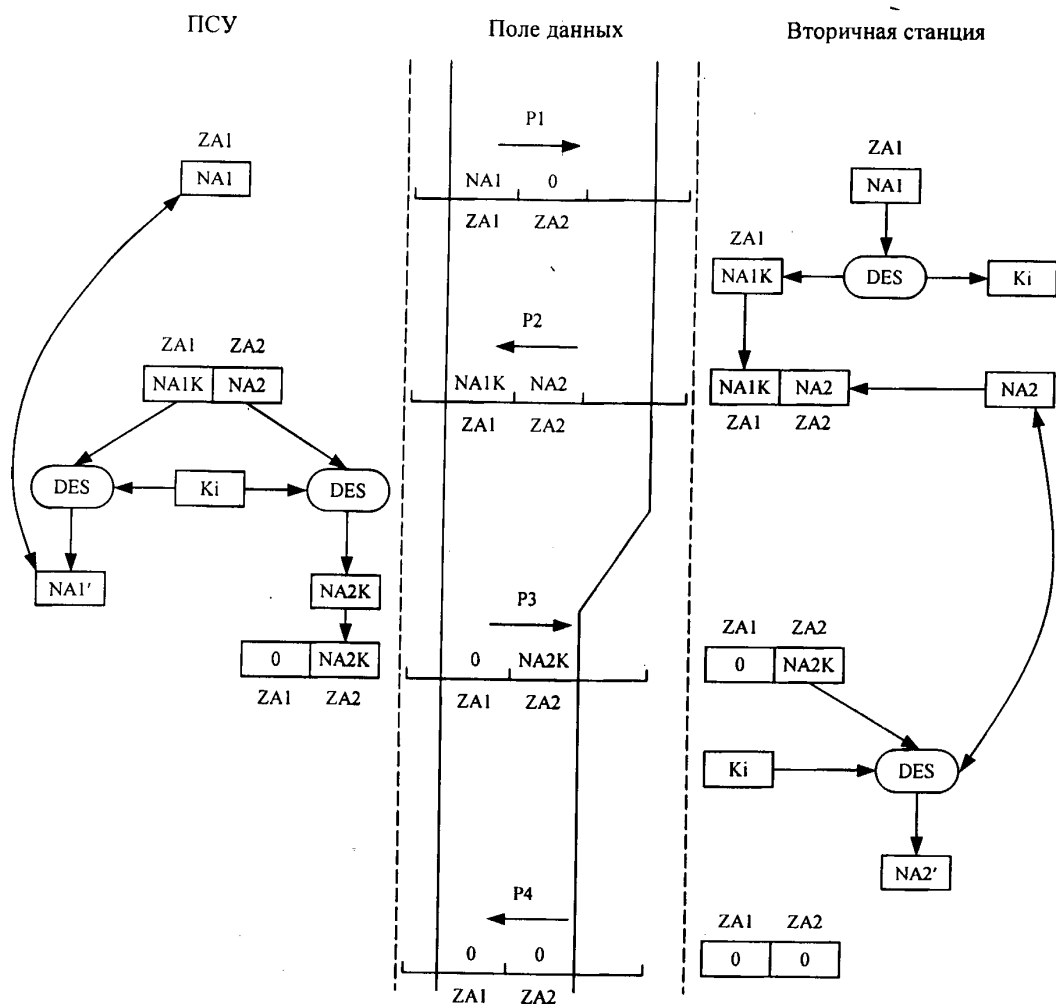 ПСУ
Поле данных
Вторичная станция
ZA1
NA1
P1
NA1 0
ZA1 ZA2
ZA1
NA1
ZA1
NA1K
DES
Ki
P2
NA1K NA2
ZA1 ZA2
ZA1 ZA2
NA1K NA2
NA1K NA2
ZA1 ZA2
NA2
DES
Ki
DES
NA1'
NA2K
0 NA2K
ZA1 ZA2
P3
0 NA2K
ZA1 ZA2
ZA1 ZA2
0 NA2K
Ki
DES
NA2'
P4
0 0
ZA1 ZA2
ZA1 ZA2
0 0